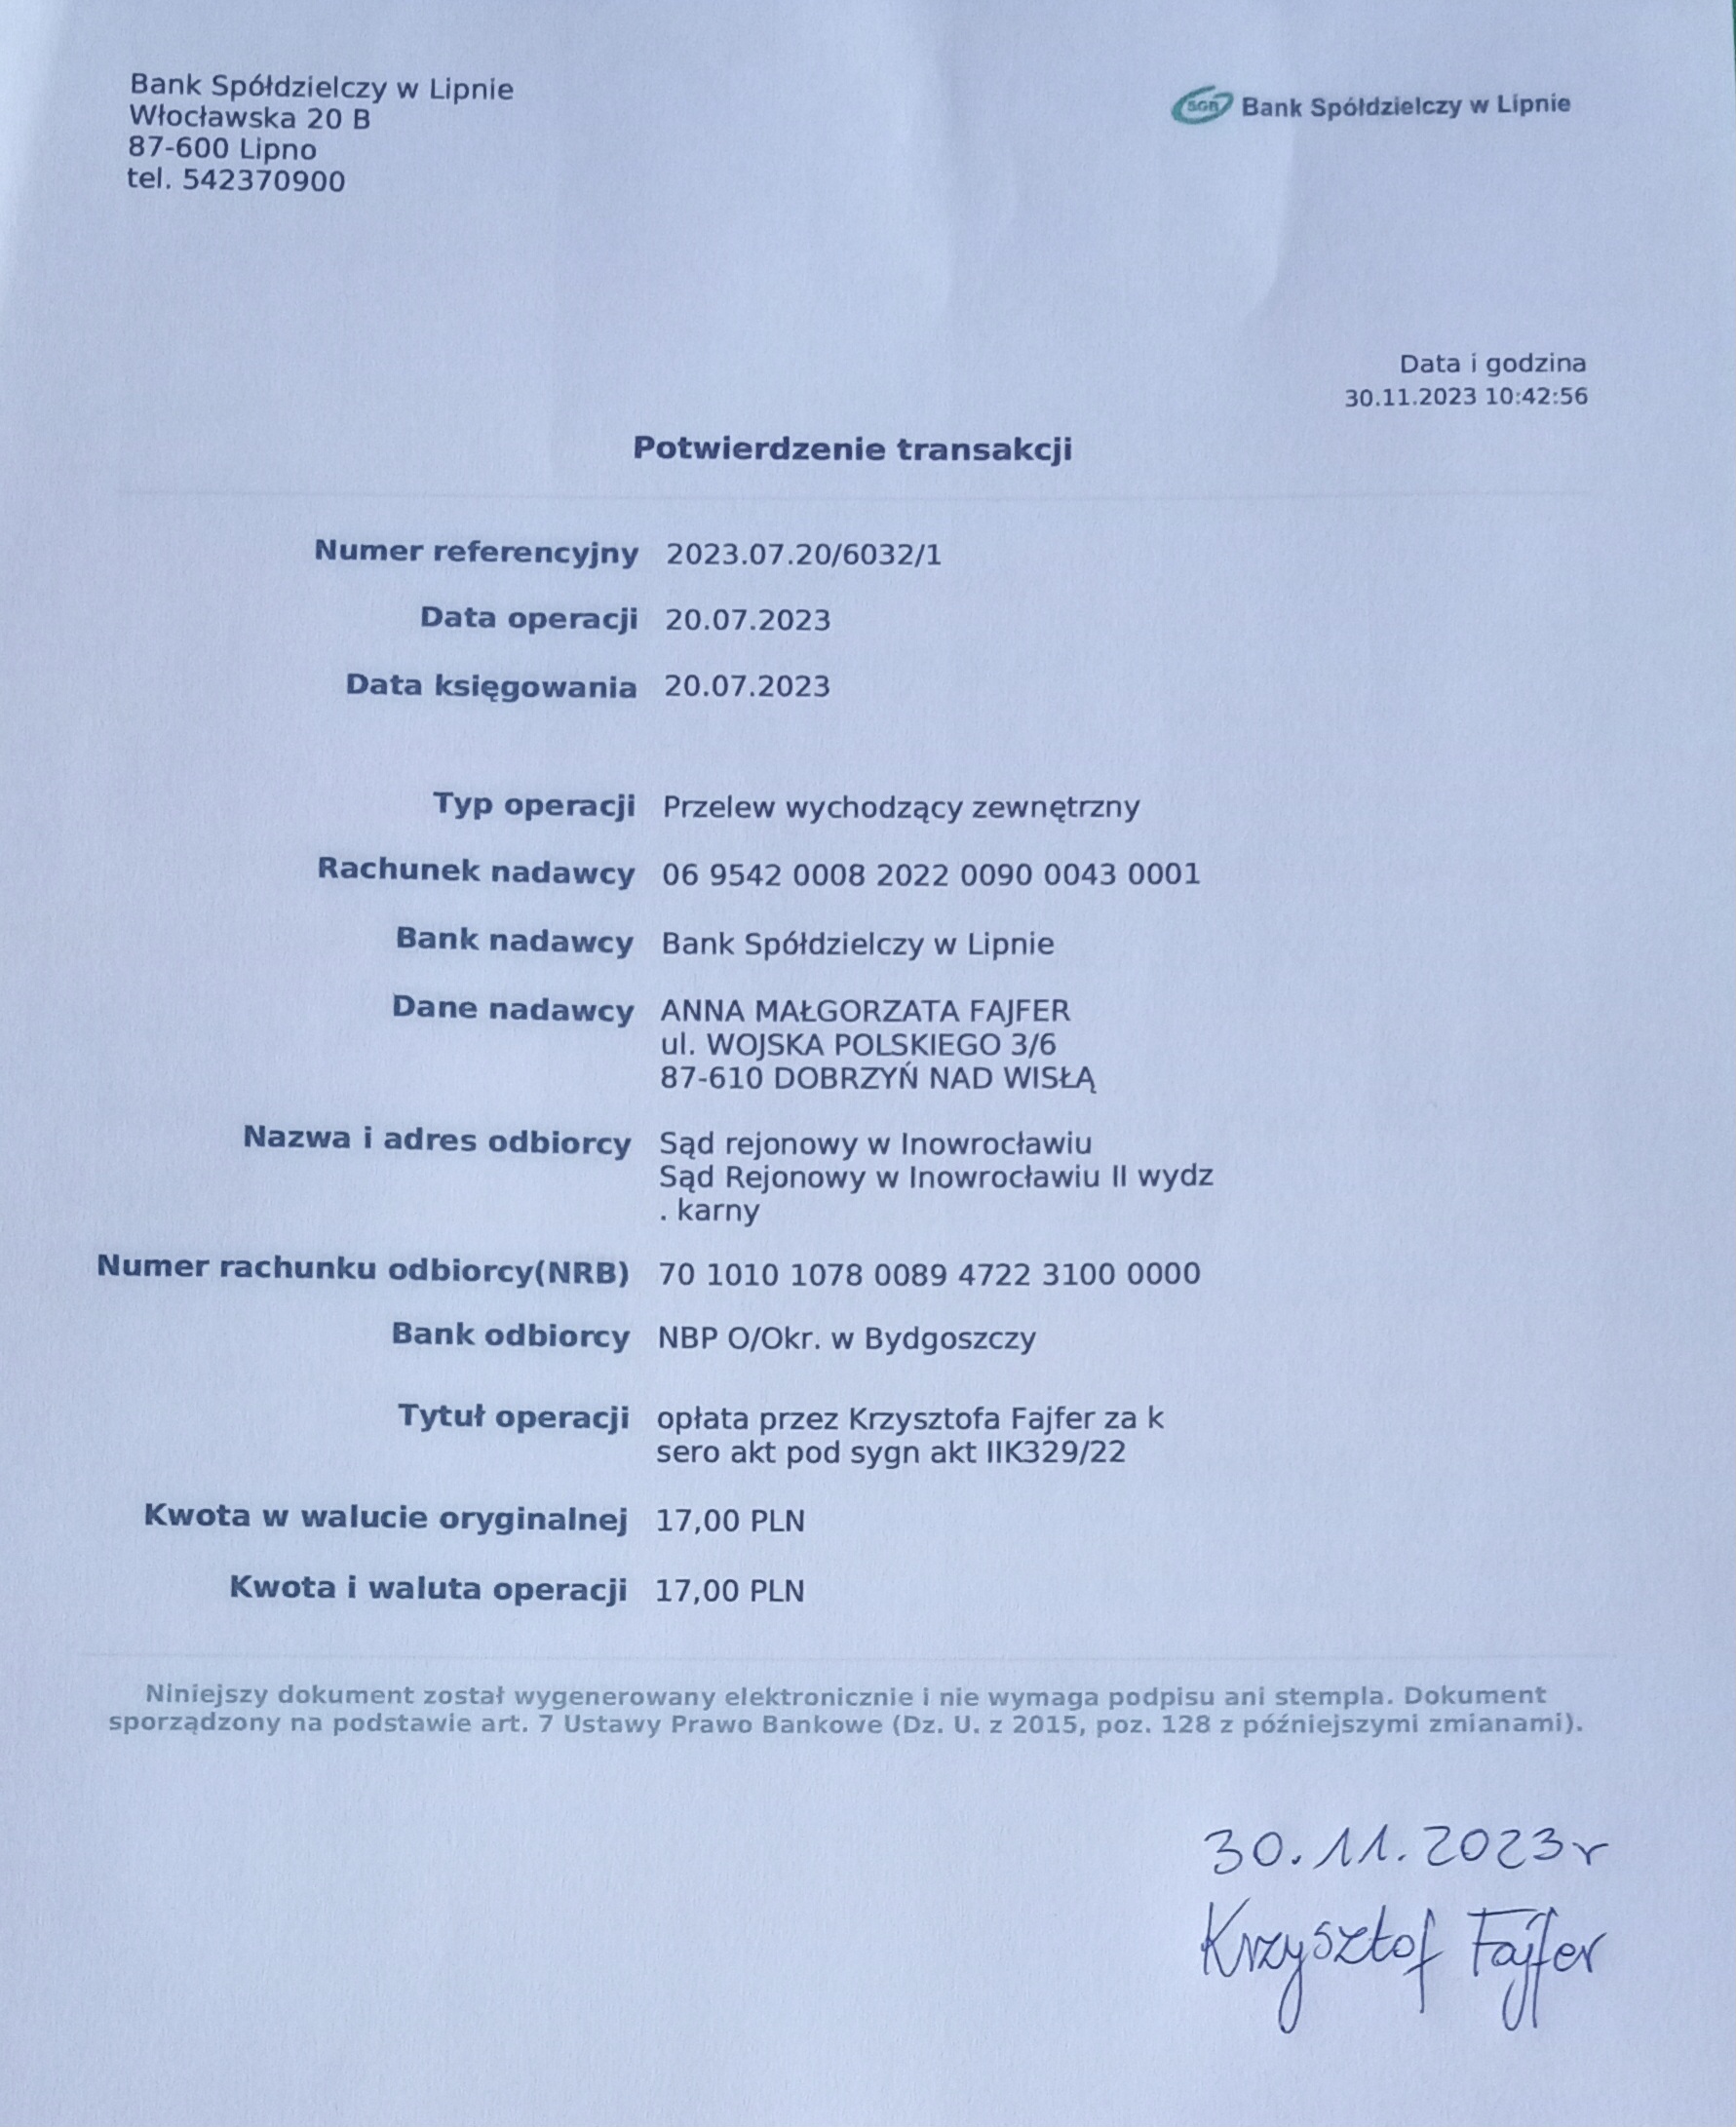 Bank Spółdzielczy w Lipnie
Włocławska 20 B
87-600 Lipno
tel. 542370900
SGB Bank Spółdzielczy w Lipnie
Data i godzina
30.11.2023 10:42:56
Potwierdzenie transakcji
Numer referencyjny 2023.07.20/6032/1
Data operacji 20.07.2023
Data księgowania 20.07.2023
Typ operacji Przelew wychodzący zewnętrzny
Rachunek nadawcy 06 9542 0008 2022 0090 0043 0001
Bank nadawcy Bank Spółdzielczy w Lipnie
Dane nadawcy ANNA MAŁGORZATA FAJFER
ul. WOJSKA POLSKIEGO 3/6
87-610 DOBRZYŃ NAD WISŁĄ
Nazwa i adres odbiorcy Sąd rejonowy w Inowrocławiu
Sąd Rejonowy w Inowrocławiu II wydz
. karny
Numer rachunku odbiorcy(NRB) 70 1010 1078 0089 4722 3100 0000
Bank odbiorcy NBP O/Okr. w Bydgoszczy
Tytuł operacji opłata przez Krzysztofa Fajfer za k
sero akt pod sygn akt IIK329/22
Kwota w walucie oryginalnej 17,00 PLN
Kwota i waluta operacji 17,00 PLN
Niniejszy dokument został wygenerowany elektronicznie i nie wymaga podpisu ani stempla. Dokument
sporządzony na podstawie art. 7 Ustawy Prawo Bankowe (Dz. U. z 2015, poz. 128 z późniejszymi zmianami).
30.11.2023r
Krzysztof Fajfer